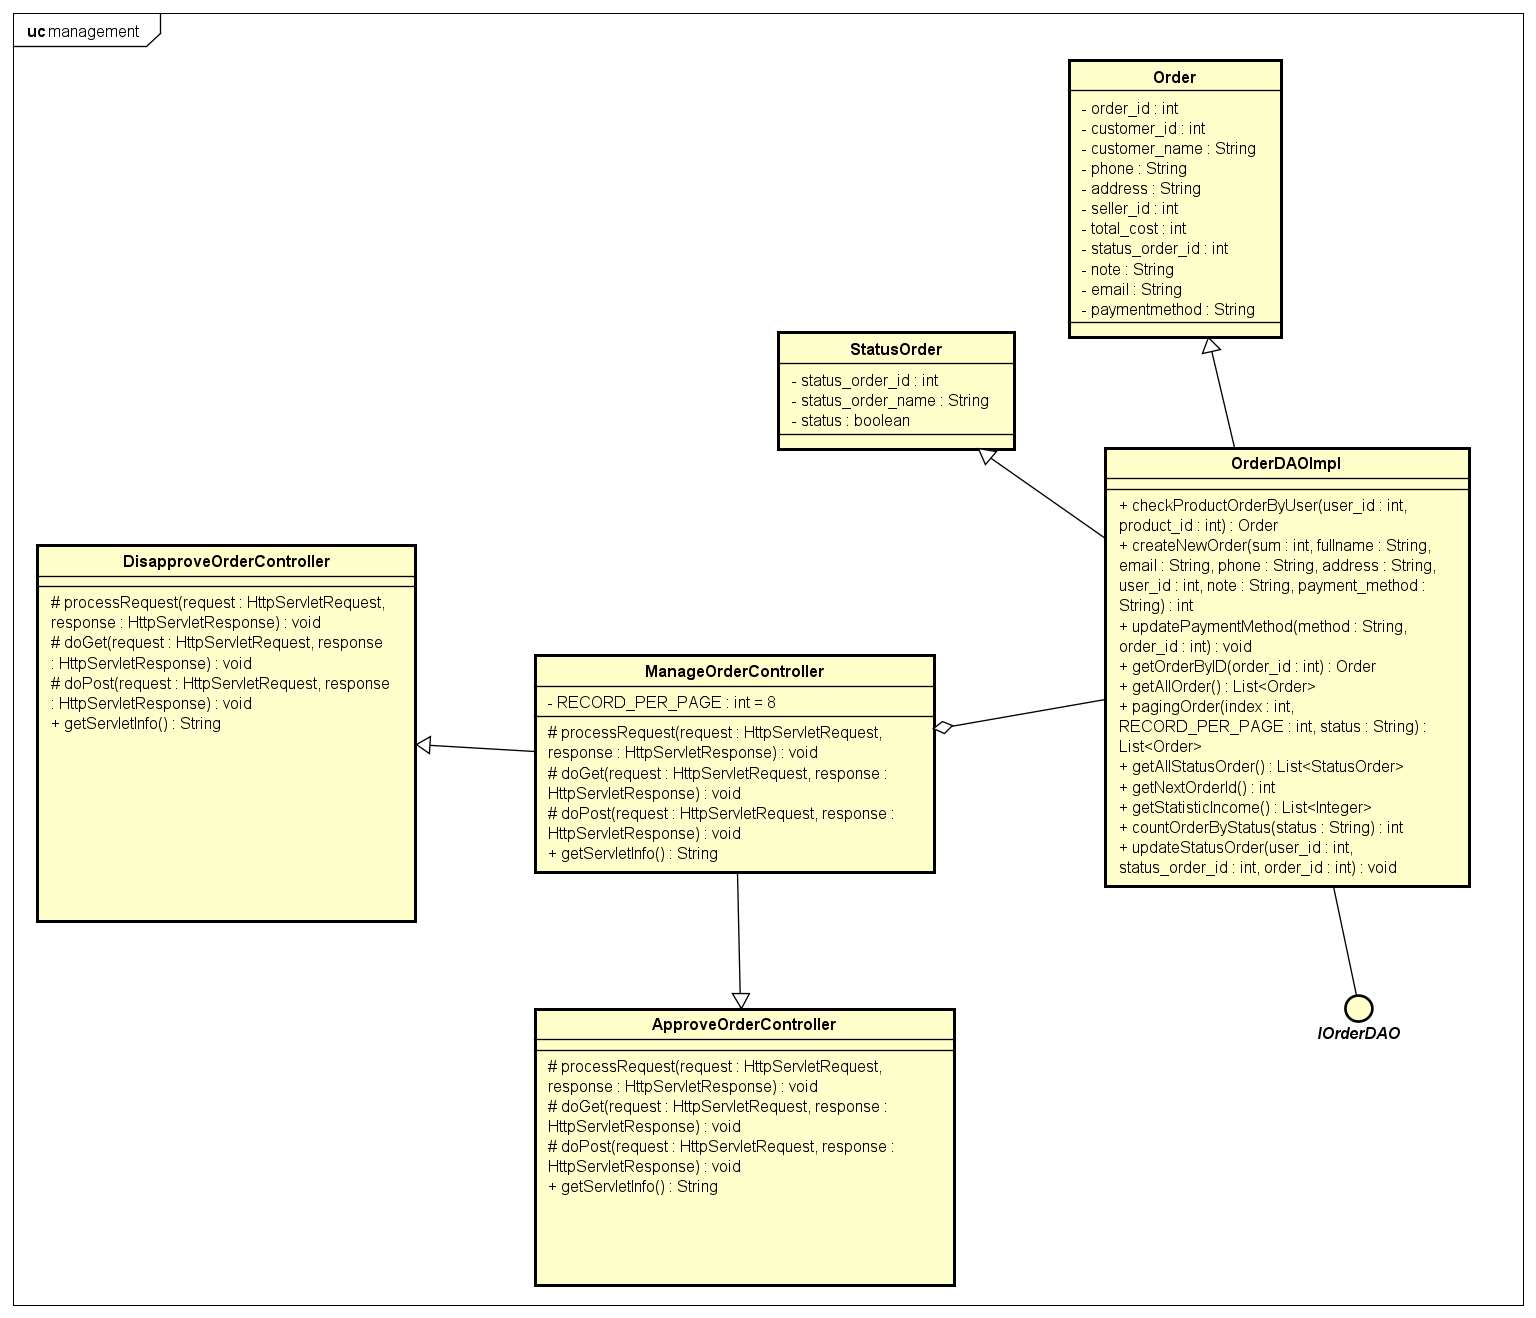 uc management
Order
- order_id : int
- customer_id : int
- customer_name : String
- phone : String
- address : String
- seller_id : int
- total_cost : int
- status_order_id : int
- note : String
- email : String
- paymentmethod : String
StatusOrder
- status_order_id : int
- status_order_name : String
- status : boolean
OrderDAOImpl
+ checkProductOrderByUser(user_id : int,
product_id : int) : Order
+ createNewOrder(sum : int, fullname : String,
email : String, phone : String, address : String,
user_id : int, note : String, payment_method :
String) : int
+ updatePaymentMethod(method : String,
order_id : int) : void
+ getOrderByID(order_id : int) : Order
+ getAllOrder() : List<Order>
+ pagingOrder(index : int,
RECORD_PER_PAGE : int, status : String) :
List<Order>
+ getAllStatusOrder() : List<StatusOrder>
+ getNextOrderId() : int
+ getStatisticIncome() : List<Integer>
+ countOrderByStatus(status : String) : int
+ updateStatusOrder(user_id : int,
status_order_id : int, order_id : int) : void
DisapproveOrderController
# processRequest(request : HttpServletRequest,
response : HttpServletResponse) : void
# doGet(request : HttpServletRequest, response
: HttpServletResponse) : void
# doPost(request : HttpServletRequest, response
: HttpServletResponse) : void
+ getServletInfo() : String
ManageOrderController
- RECORD_PER_PAGE : int = 8
# processRequest(request : HttpServletRequest,
response : HttpServletResponse) : void
# doGet(request : HttpServletRequest, response :
HttpServletResponse) : void
# doPost(request : HttpServletRequest, response :
HttpServletResponse) : void
+ getServletInfo() : String
IOrderDAO
ApproveOrderController
# processRequest(request : HttpServletRequest,
response : HttpServletResponse) : void
# doGet(request : HttpServletRequest, response :
HttpServletResponse) : void
# doPost(request : HttpServletRequest, response :
HttpServletResponse) : void
+ getServletInfo() : String